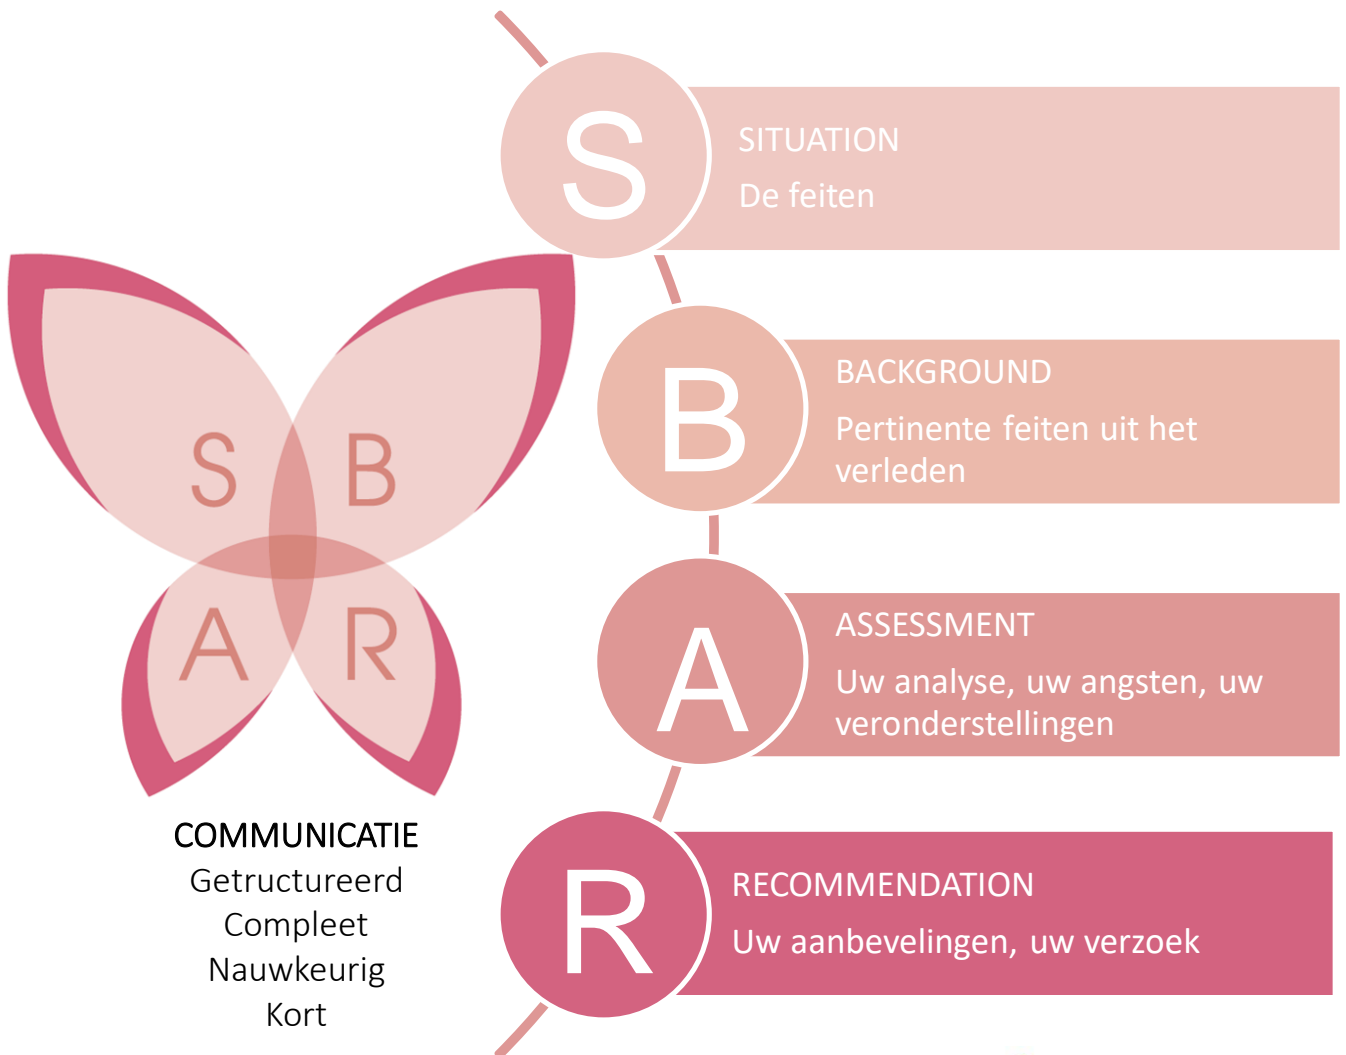 S
SITUATION
De feiten
B
BACKGROUND
Pertinente feiten uit het
verleden
A
ASSESSMENT
Uw analyse, uw angsten, uw
veronderstellingen
R
RECOMMENDATION
Uw aanbevelingen, uw verzoek
S B
A R
COMMUNICATIE
Getructureerd
Compleet
Nauwkeurig
Kort